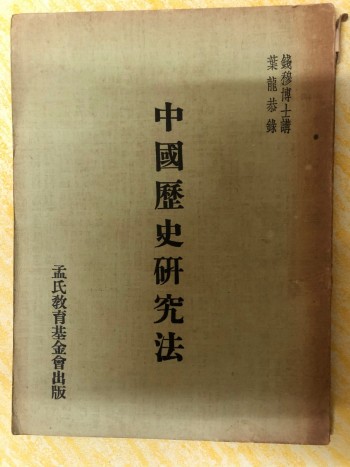 錢穆博士講
葉龍恭錄
中國歷史研究法
孟氏教育基金會出版